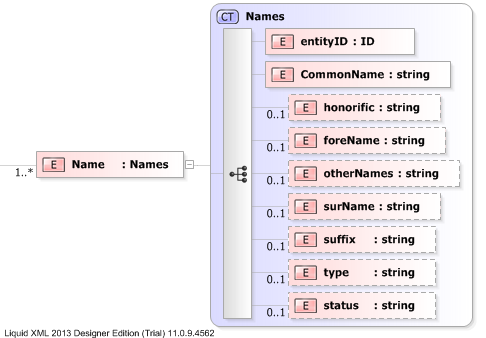 CT Names
E entityID : ID
E CommonName : string
E honorific : string
0..1
E foreName : string
0..1
E Name : Names
1..*
E otherNames : string
0..1
E surName : string
0..1
E suffix : string
0..1
E type : string
0..1
E status : string
0..1
Liquid XML 2013 Designer Edition (Trial) 11.0.9.4562